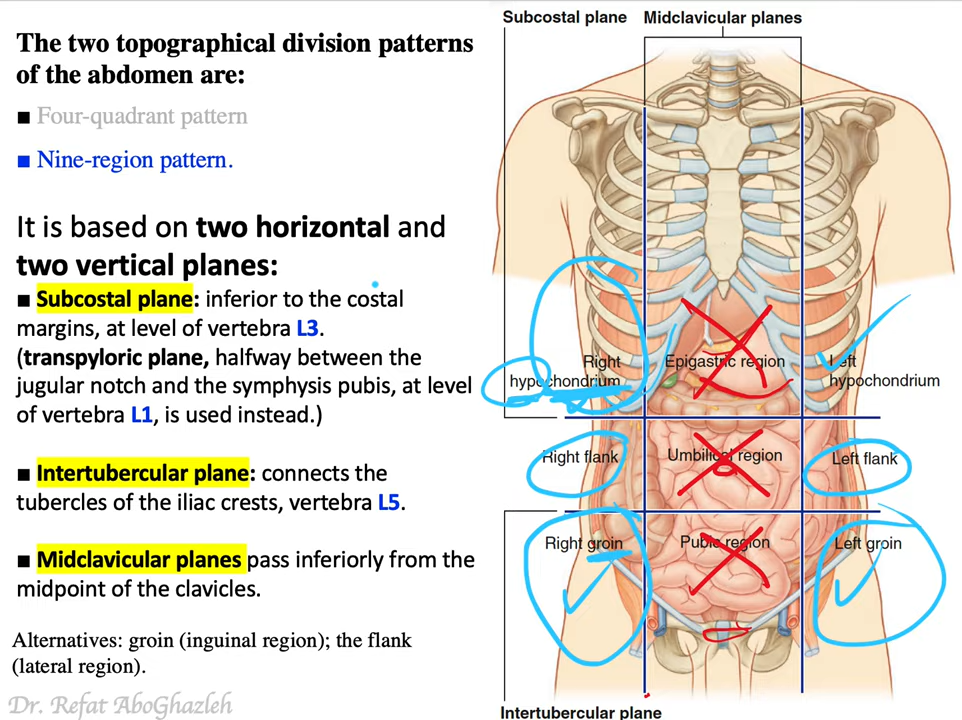 The two topographical division patterns
of the abdomen are:
■ Four-quadrant pattern
■ Nine-region pattern.
It is based on two horizontal and
two vertical planes:
■ Subcostal plane: inferior to the costal
margins, at level of vertebra L3.
(transpyloric plane, halfway between the
jugular notch and the symphysis pubis, at level
of vertebra L1, is used instead.)
■ Intertubercular plane: connects the
tubercles of the iliac crests, vertebra L5.
■ Midclavicular planes pass inferiorly from the
midpoint of the clavicles.
Alternatives: groin (inguinal region); the flank
(lateral region).
Dr. Refat AboGhazleh
Subcostal plane
Midclavicular planes
Right
hypochondrium
Epigastric region
Left
hypochondrium
Right flank
Umbilical region
Left flank
Right groin
Pubic region
Left groin
Intertubercular plane